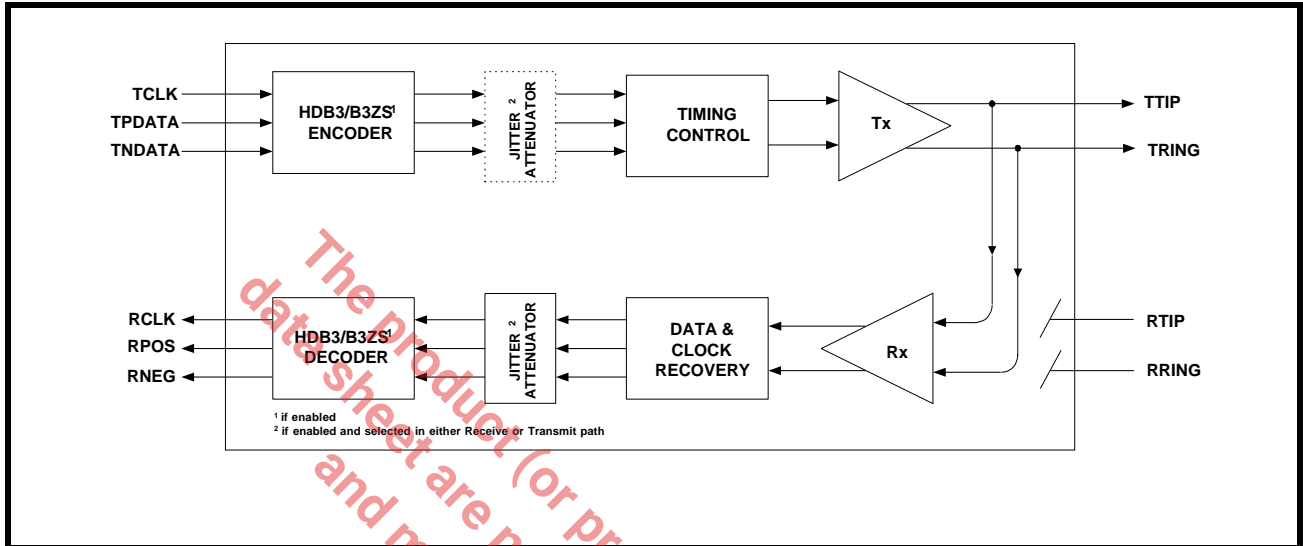 TCLK
TPDATA
TNDATA
HDB3/B3ZS¹
ENCODER
JITTER ²
ATTENUATOR
TIMING
CONTROL
Tx
TTIP
TRING
RCLK
RPOS
RNEG
HDB3/B3ZS¹
DECODER
JITTER ²
ATTENUATOR
DATA &
CLOCK
RECOVERY
Rx
RTIP
RRING
¹ if enabled
² if enabled and selected in either Receive or Transmit path
The product (or pr
data sheet are
and m